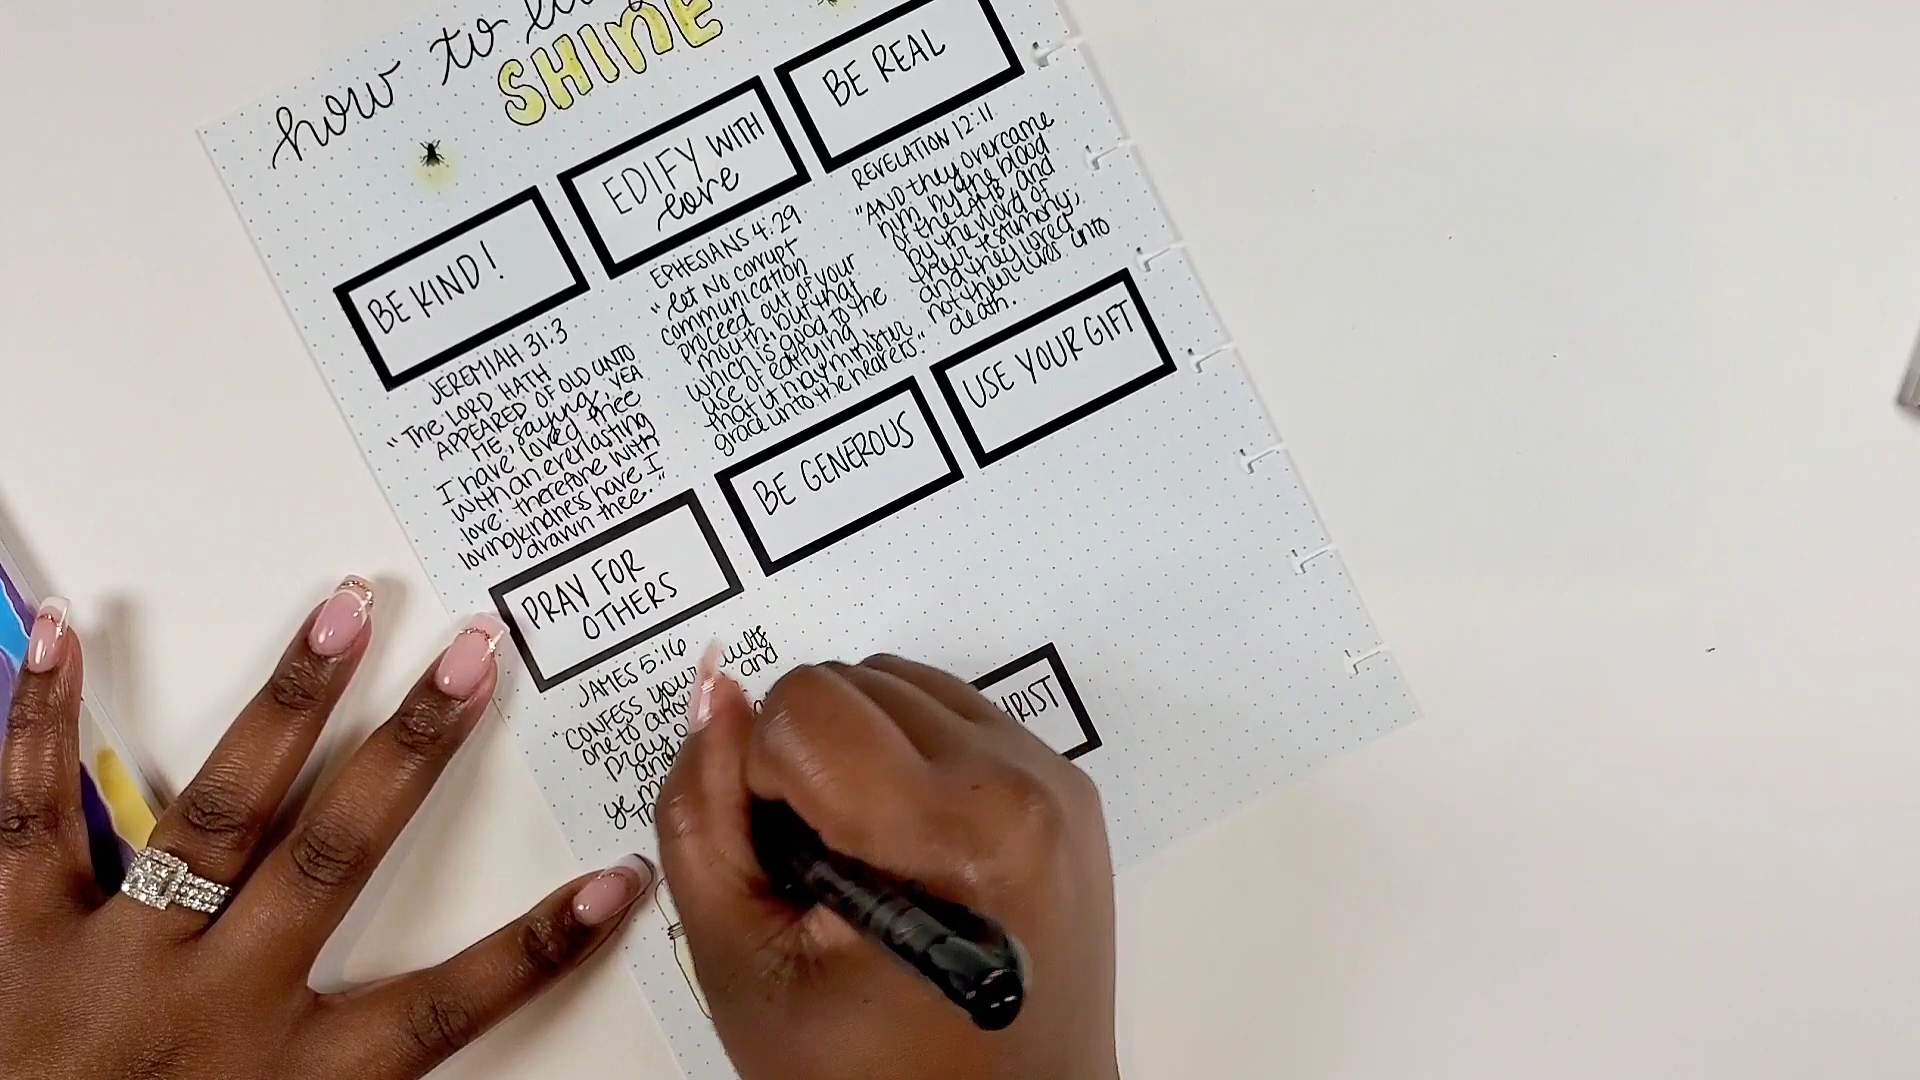 how to
SHINE
BE KIND!
JEREMIAH 31:3
"The LORD HATH
APPEARED OF OLD UNTO
ME, saying, YEA
I have loved thee
with an everlasting
love therefore with
lovingkindness have I
drawn thee."
EDIFY WITH
love
EPHESIANS 4:29
"let No corrupt
communication
proceed out of your
mouth, but that
which is good to the
use of edifying
that it may minister
grace unto the hearers."
BE REAL
REVELATION 12:11
"AND they overcame
him by the blood
of the LAMB, and
by the word of
their testimony;
and they loved
not their lives unto
death.
PRAY FOR
OTHERS
JAMES 5:16
"CONFESS your
and
one to
pray
ye
BE GENEROUS
USE YOUR GIFT